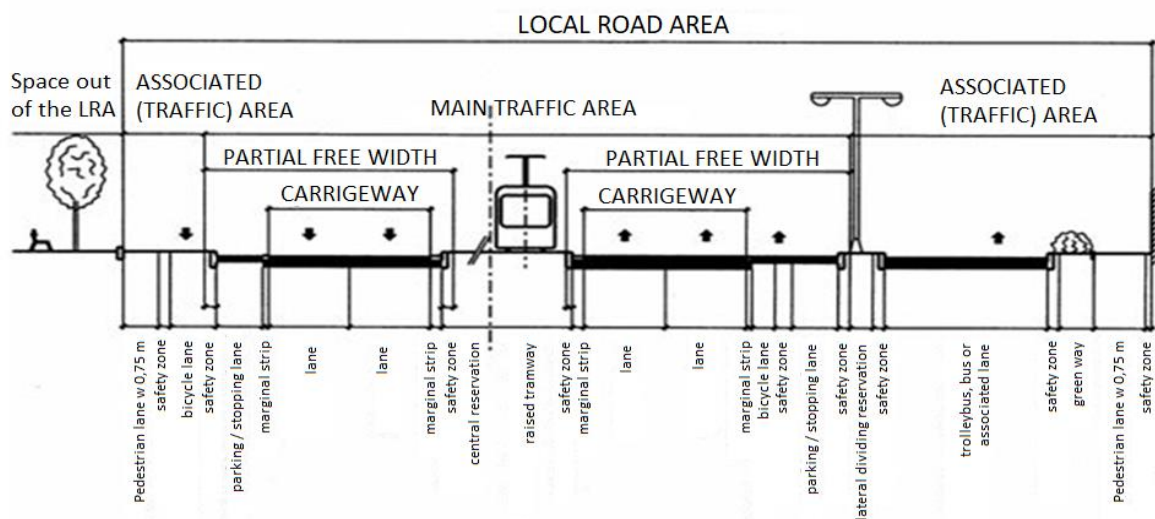 LOCAL ROAD AREA
Space out
of the LRA
ASSOCIATED
(TRAFFIC) AREA
MAIN TRAFFIC AREA
ASSOCIATED
(TRAFFIC) AREA
PARTIAL FREE WIDTH
PARTIAL FREE WIDTH
CARRIGEWAY
CARRIGEWAY
Pedestrian lane w 0,75 m
safety zone
bicycle lane
safety zone
parking / stopping lane
marginal strip
lane
lane
marginal strip
safety zone
central reservation
raised tramway
safety zone
marginal strip
lane
lane
marginal strip
bicycle lane
safety zone
parking / stopping lane
safety zone
lateral dividing reservation
safety zone
trolleybus, bus or
associated lane
safety zone
green way
Pedestrian lane w 0,75 m
safety zone